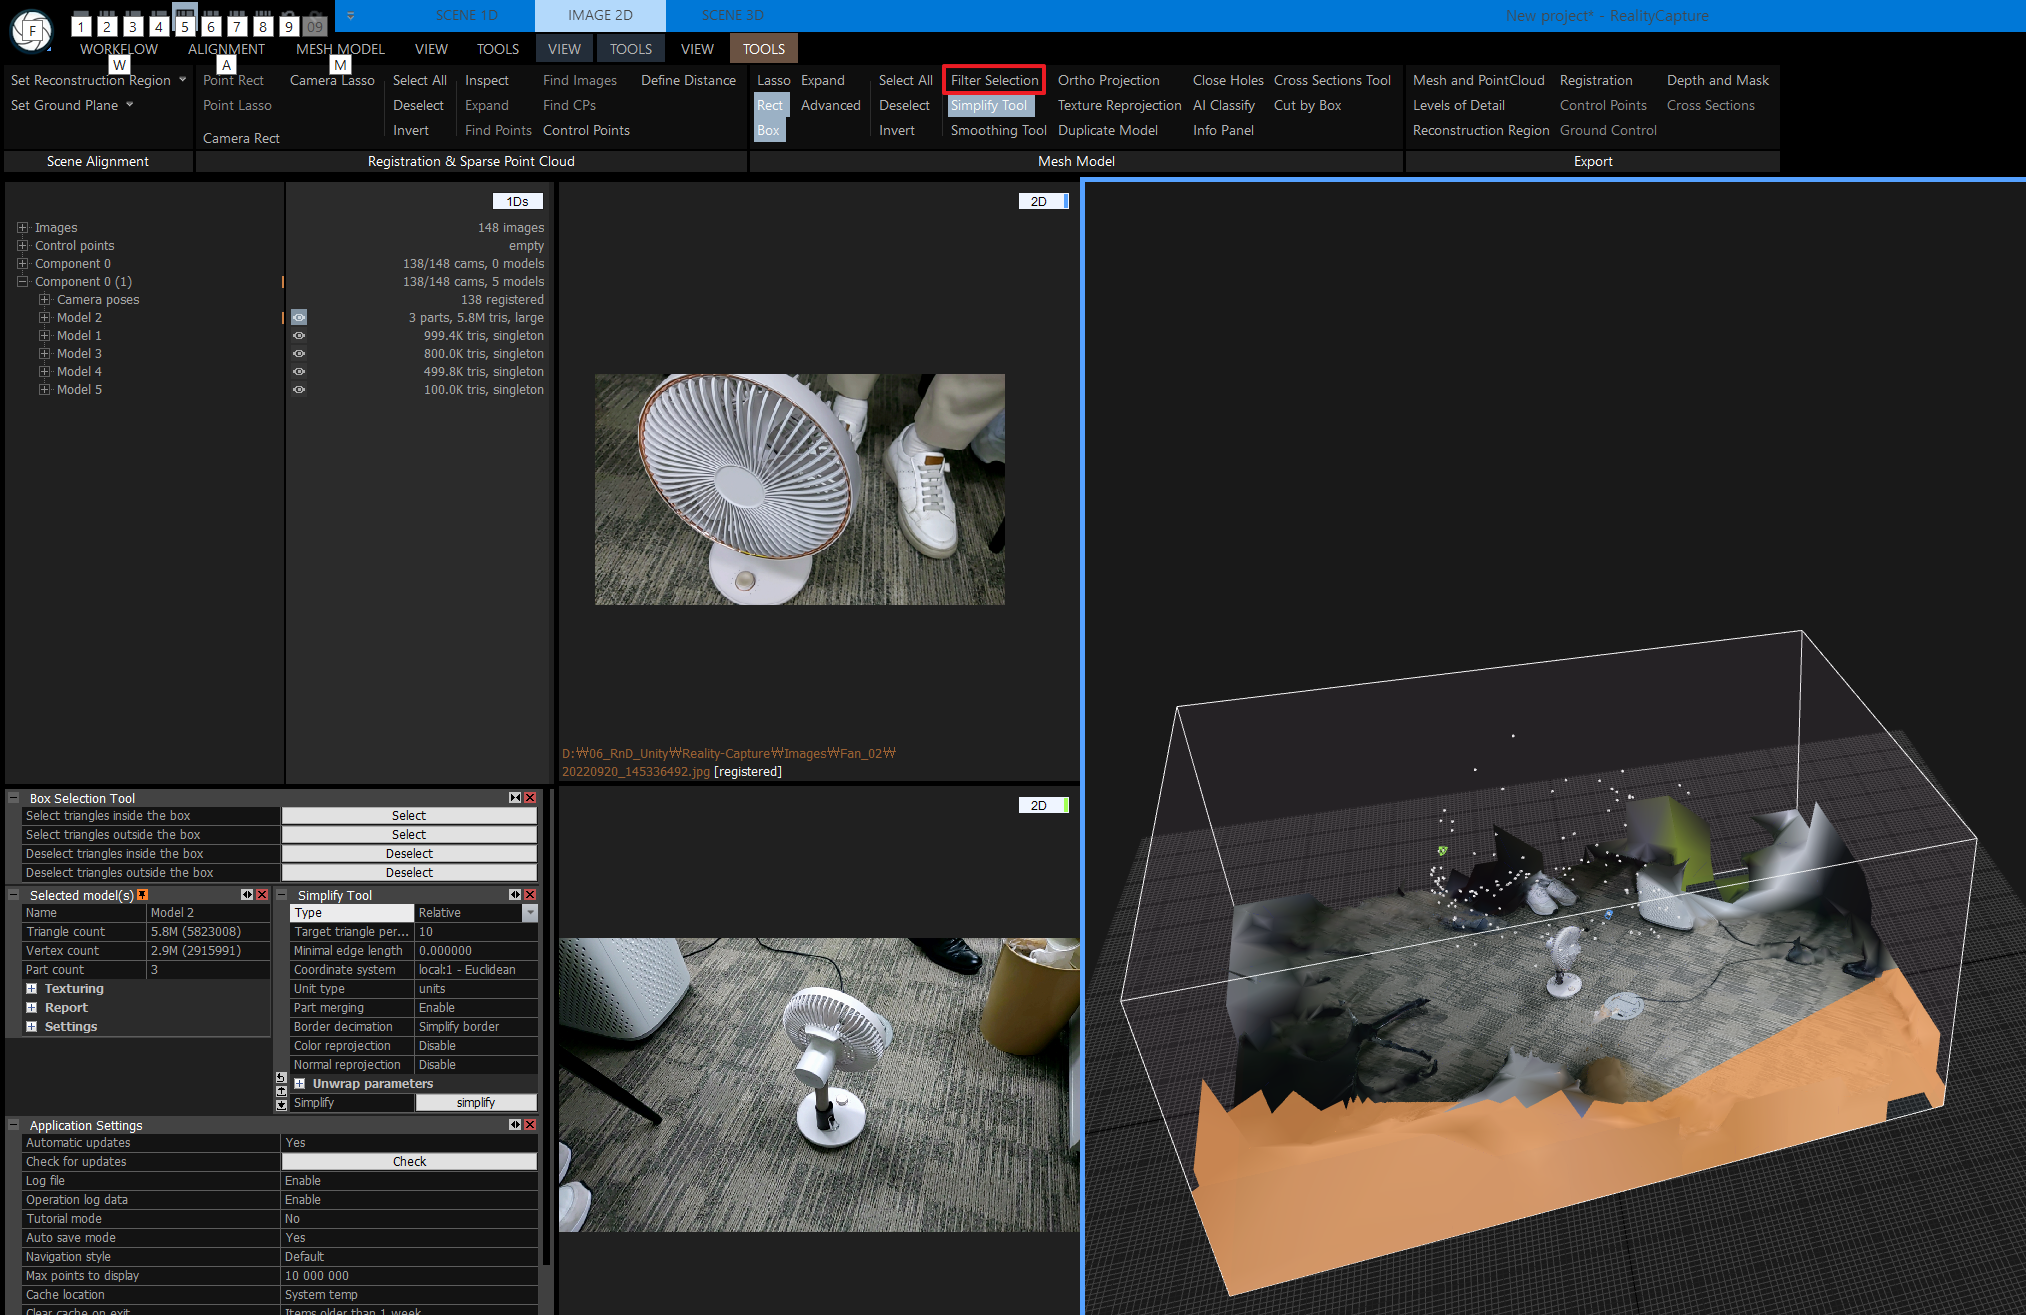 SCENE 1D IMAGE 2D SCENE 3D New project* - RealityCapture
F 1 2 3 4 5 6 7 8 9 09
WORKFLOW ALIGNMENT MESH MODEL VIEW TOOLS VIEW TOOLS VIEW TOOLS
W A M
Set Reconstruction Region Point Rect Camera Lasso Select All Inspect Find Images Define Distance Lasso Expand Select All Filter Selection Ortho Projection Close Holes Cross Sections Tool Mesh and PointCloud Registration Depth and Mask
Set Ground Plane Point Lasso Deselect Expand Find CPs Rect Advanced Deselect Simplify Tool Texture Reprojection AI Classify Cut by Box Levels of Detail Control Points Cross Sections
Camera Rect Invert Find Points Control Points Box Invert Smoothing Tool Duplicate Model Info Panel Reconstruction Region Ground Control
Scene Alignment Registration & Sparse Point Cloud Mesh Model Export
1Ds
2D
Images 148 images
Control points empty
Component 0 138/148 cams, 0 models
Component 0 (1) 138/148 cams, 5 models
Camera poses 138 registered
Model 2 3 parts, 5.8M tris, large
Model 1 999.4K tris, singleton
Model 3 800.0K tris, singleton
Model 4 499.8K tris, singleton
Model 5 100.0K tris, singleton
D:₩06_RnD_Unity₩Reality-Capture₩Images₩Fan_02₩
20220920_145336492.jpg [registered]
2D
Box Selection Tool
Select triangles inside the box Select
Select triangles outside the box Select
Deselect triangles inside the box Deselect
Deselect triangles outside the box Deselect
Selected model(s)
Name Model 2
Triangle count 5.8M (5823008)
Vertex count 2.9M (2915991)
Part count 3
Texturing
Report
Settings
Simplify Tool
Type Relative
Target triangle per... 10
Minimal edge length 0.000000
Coordinate system local:1 - Euclidean
Unit type units
Part merging Enable
Border decimation Simplify border
Color reprojection Disable
Normal reprojection Disable
Unwrap parameters
Simplify simplify
Application Settings
Automatic updates Yes
Check for updates Check
Log file Enable
Operation log data Enable
Tutorial mode No
Auto save mode Yes
Navigation style Default
Max points to display 10 000 000
Cache location System temp
Clear cache on exit Items older than 1 week